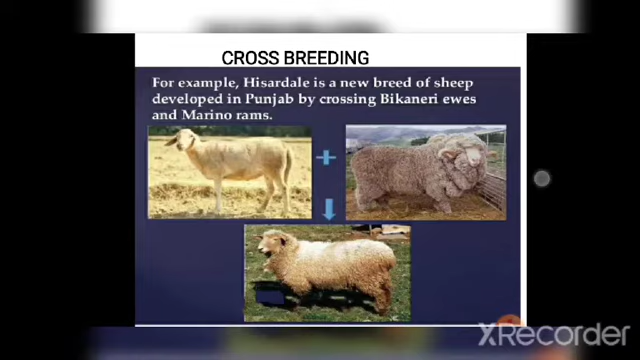 CROSS BREEDING
For example, Hisardale is a new breed of sheep
developed in Punjab by crossing Bikaneri ewes
and Marino rams.
XRecorder